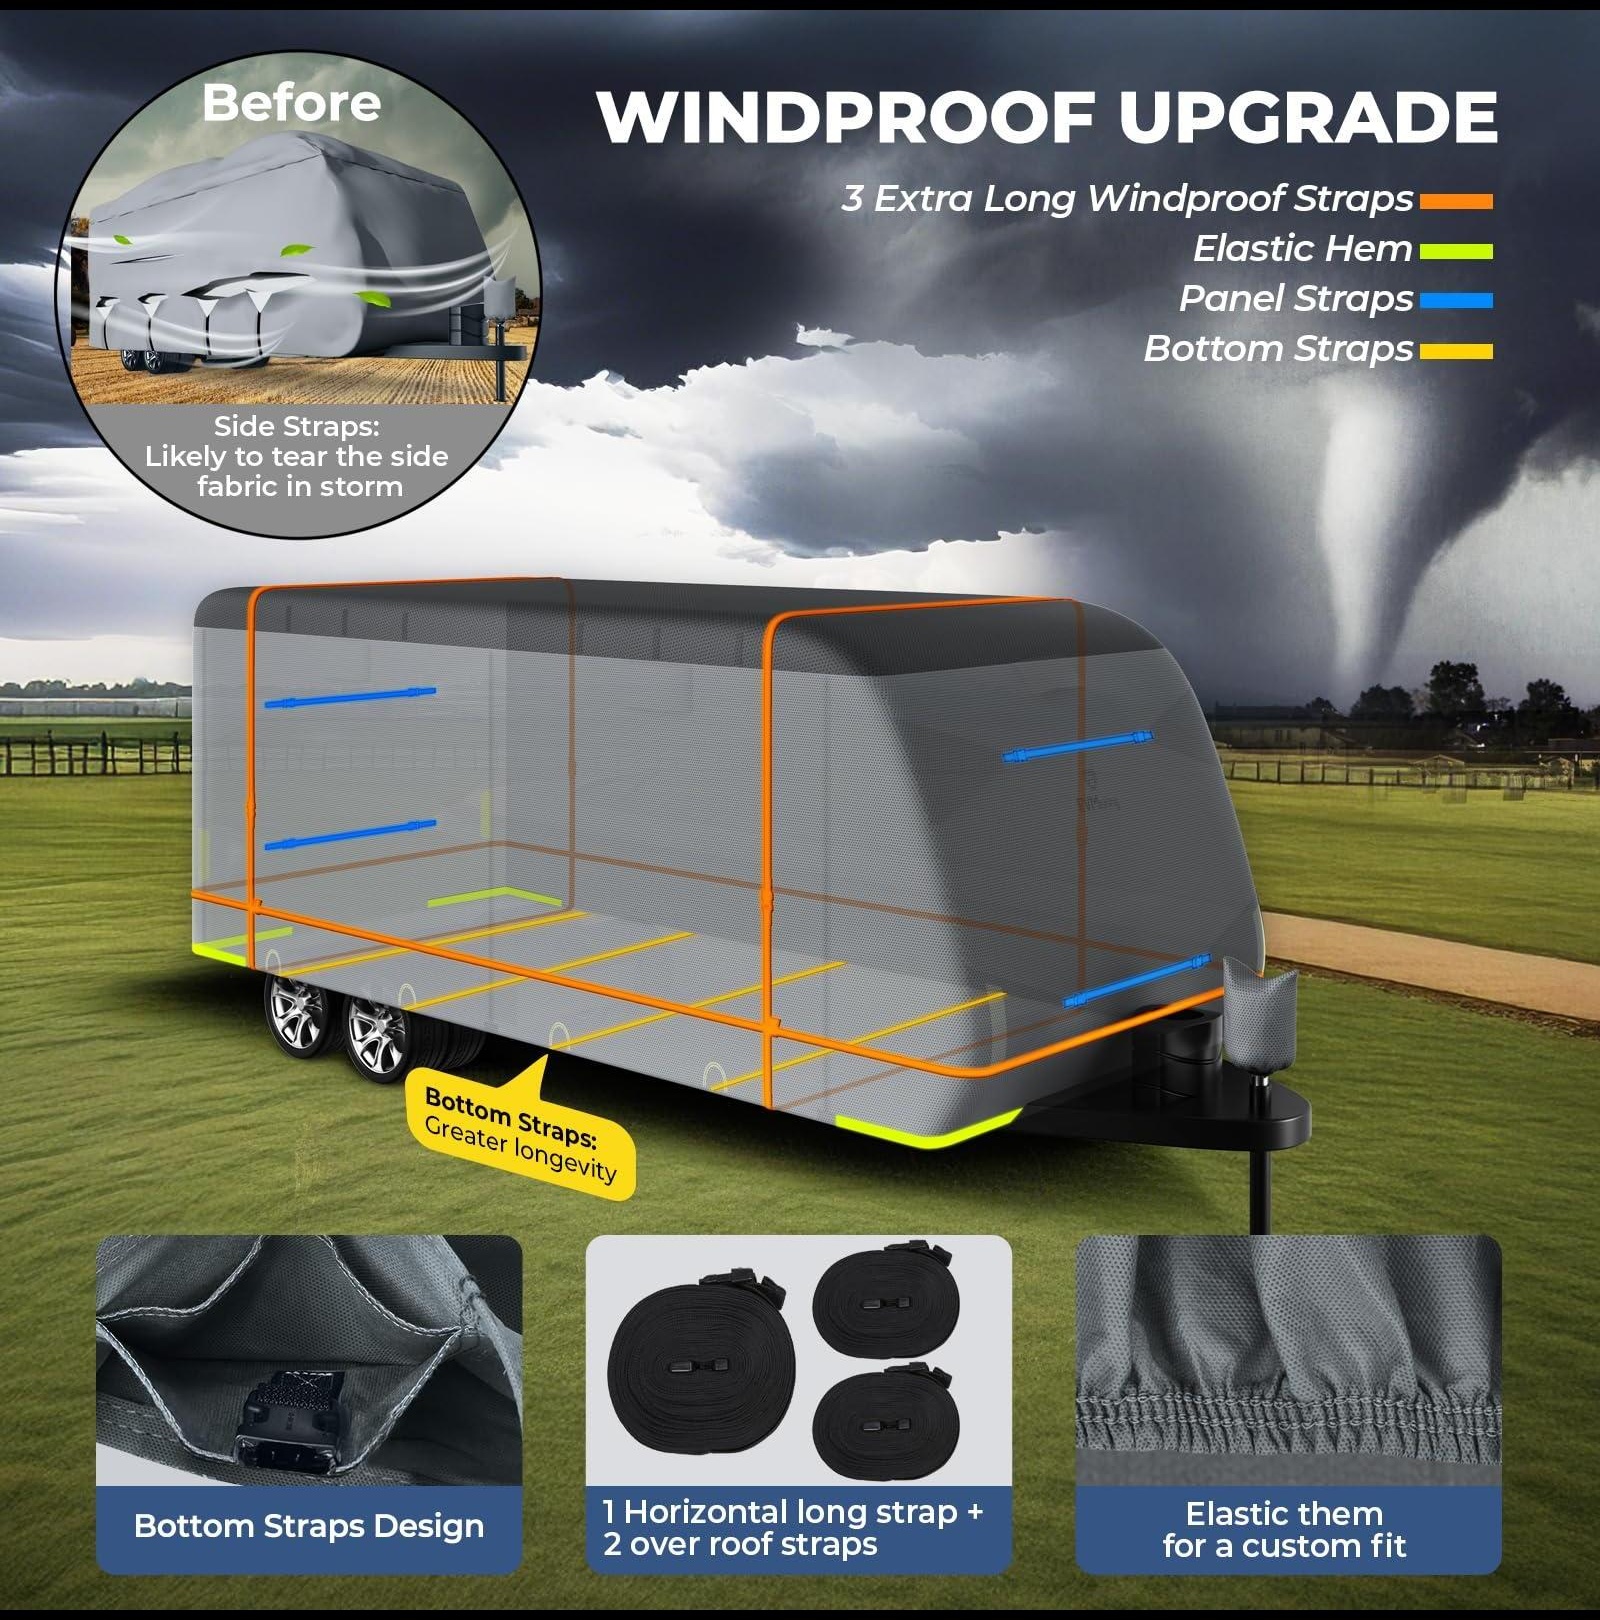 Before
Side Straps:
Likely to tear the side
fabric in storm
WINDPROOF UPGRADE
3 Extra Long Windproof Straps
Elastic Hem
Panel Straps
Bottom Straps
Bottom Straps:
Greater longevity
Bottom Straps Design
1 Horizontal long strap +
2 over roof straps
Elastic them
for a custom fit